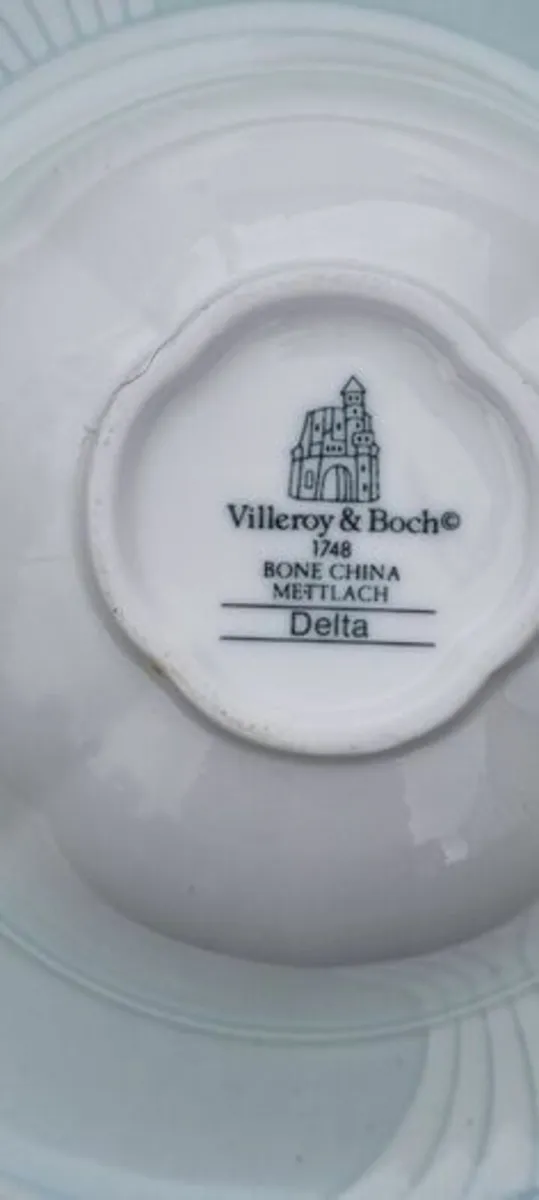 Villeroy & Boch©
1748
BONE CHINA
METTLACH
Delta